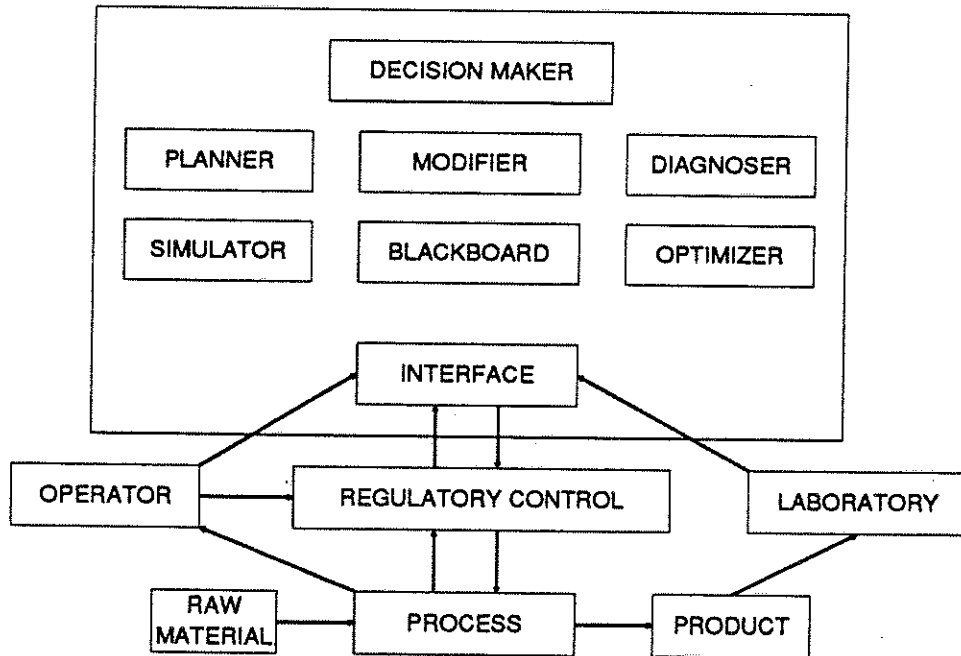 DECISION MAKER
PLANNER
MODIFIER
DIAGNOSER
SIMULATOR
BLACKBOARD
OPTIMIZER
INTERFACE
OPERATOR
REGULATORY CONTROL
LABORATORY
RAW
MATERIAL
PROCESS
PRODUCT